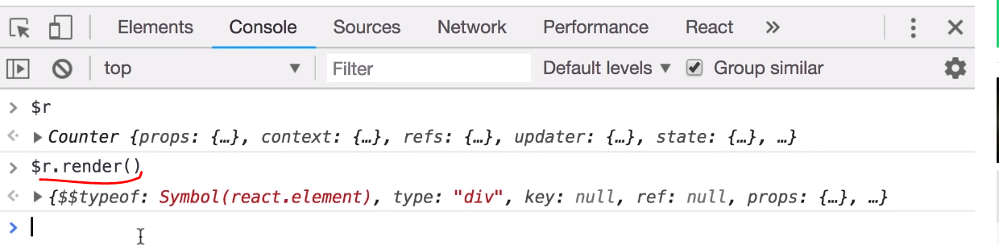 Elements Console Sources Network Performance React »
top ▼ Filter Default levels ▼ Group similar
> $r
Counter {props: {…}, context: {…}, refs: {…}, updater: {…}, state: {…}, …}
> $r.render()
{$$typeof: Symbol(react.element), type: "div", key: null, ref: null, props: {…}, …}
>